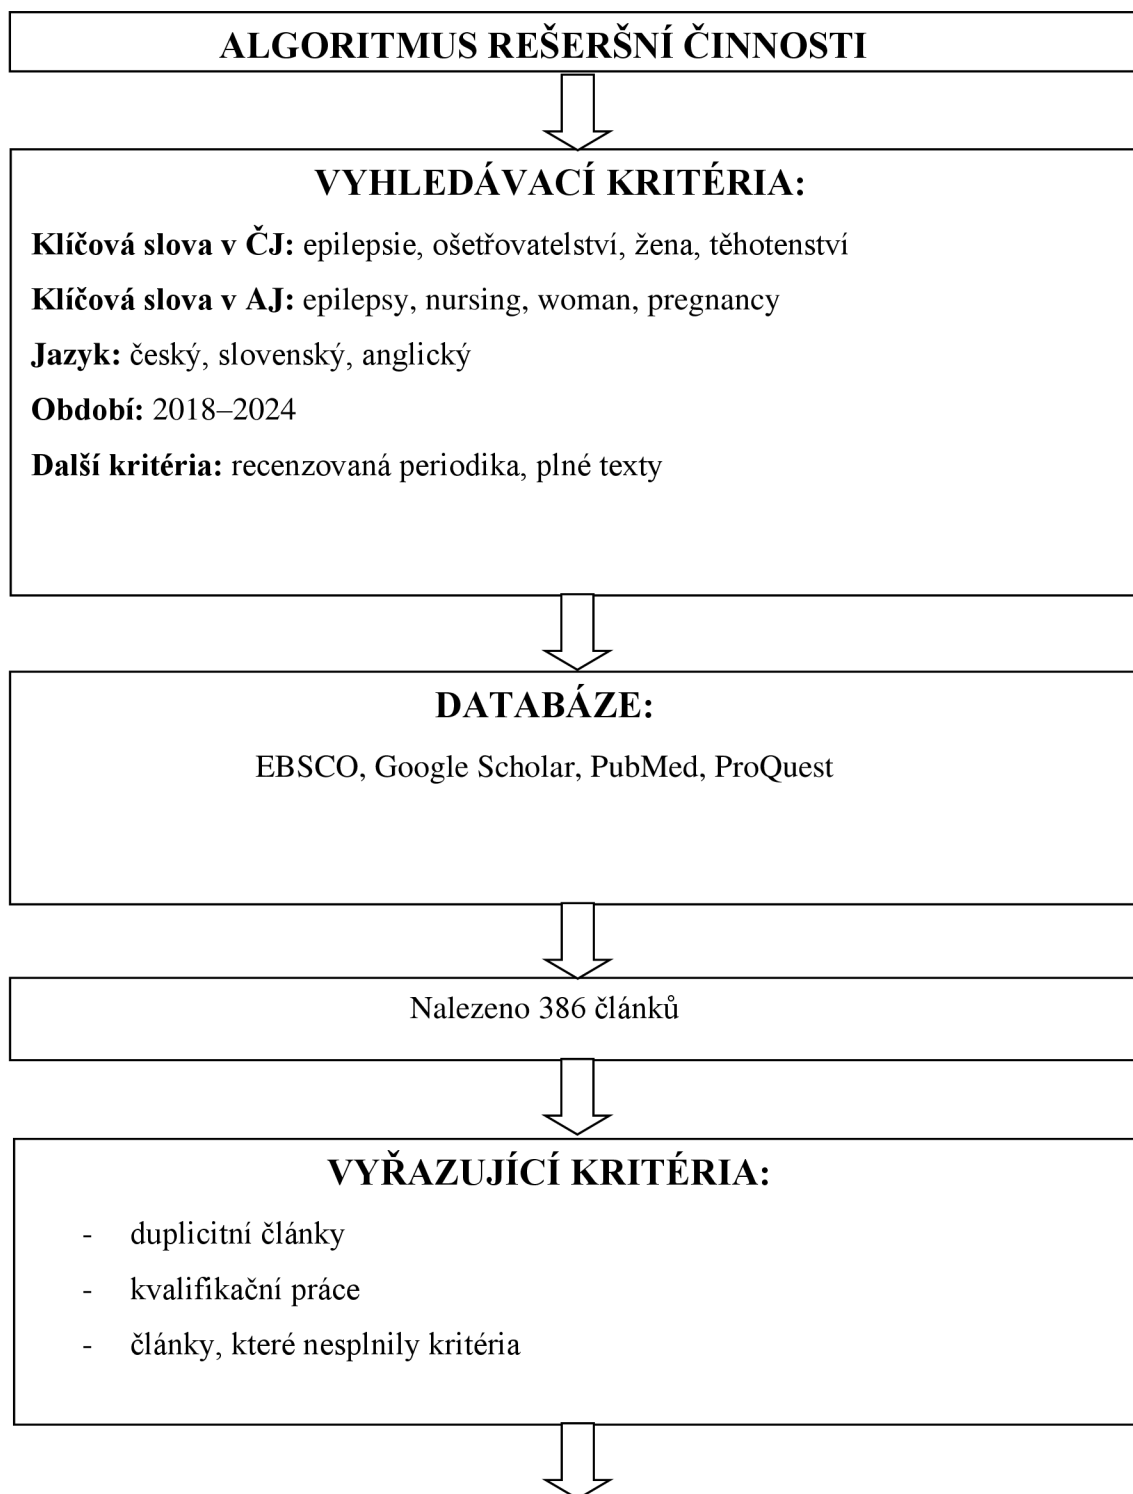 ALGORITMUS REŠERŠNÍ ČINNOSTI
VYHLEDÁVACÍ KRITÉRIA:
Klíčová slova v ČJ: epilepsie, ošetřovatelství, žena, těhotenství
Klíčová slova v AJ: epilepsy, nursing, woman, pregnancy
Jazyk: český, slovenský, anglický
Období: 2018–2024
Další kritéria: recenzovaná periodika, plné texty
DATABÁZE:
EBSCO, Google Scholar, PubMed, ProQuest
Nalezeno 386 článků
VYŘAZUJÍCÍ KRITÉRIA:
- duplicitní články
- kvalifikační práce
- články, které nesplnily kritéria